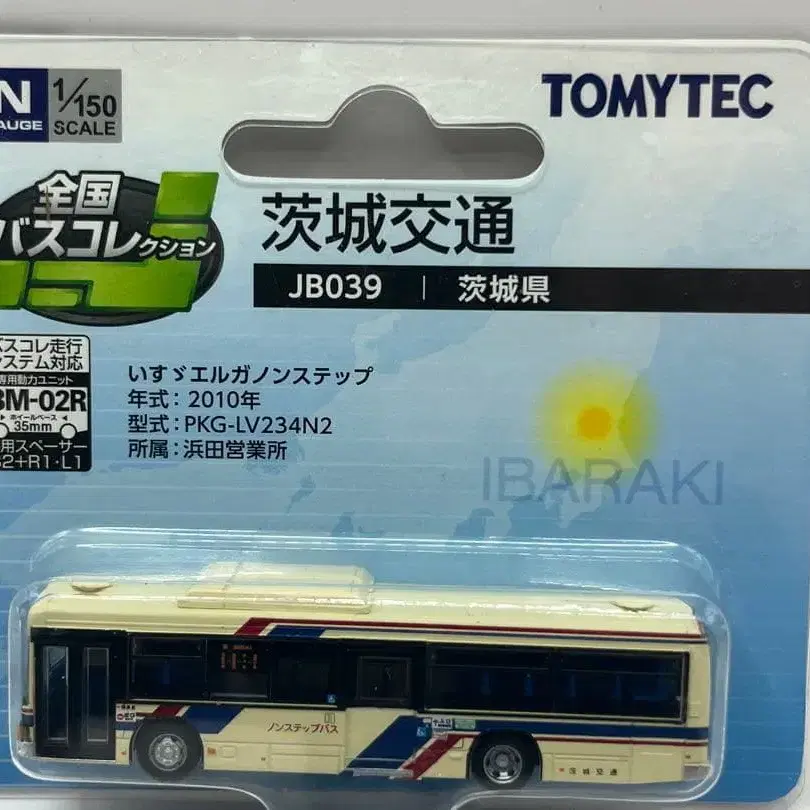 N 1/150
GAUGE SCALE
TOMYTEC
全国
バスコレクション
茨城交通
JB039 | 茨城県
バスコレ走行
システム対応
専用動力ユニット
BM-02R
ホイールベース
35mm
用スペーサー
S2+R1・L1
いすゞエルガノンステップ
年式：2010年
型式：PKG-LV234N2
所属：浜田営業所
IBARAKI
ノンステップバス
茨城交通